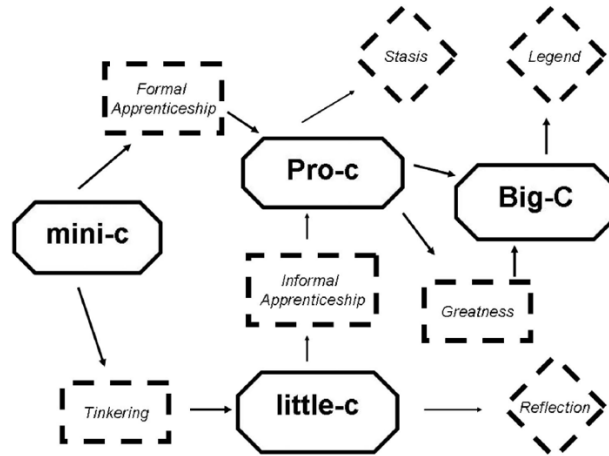 Stasis
Legend
Formal
Apprenticeship
Pro-c
Big-C
mini-c
Informal
Apprenticeship
Greatness
Tinkering
little-c
Reflection